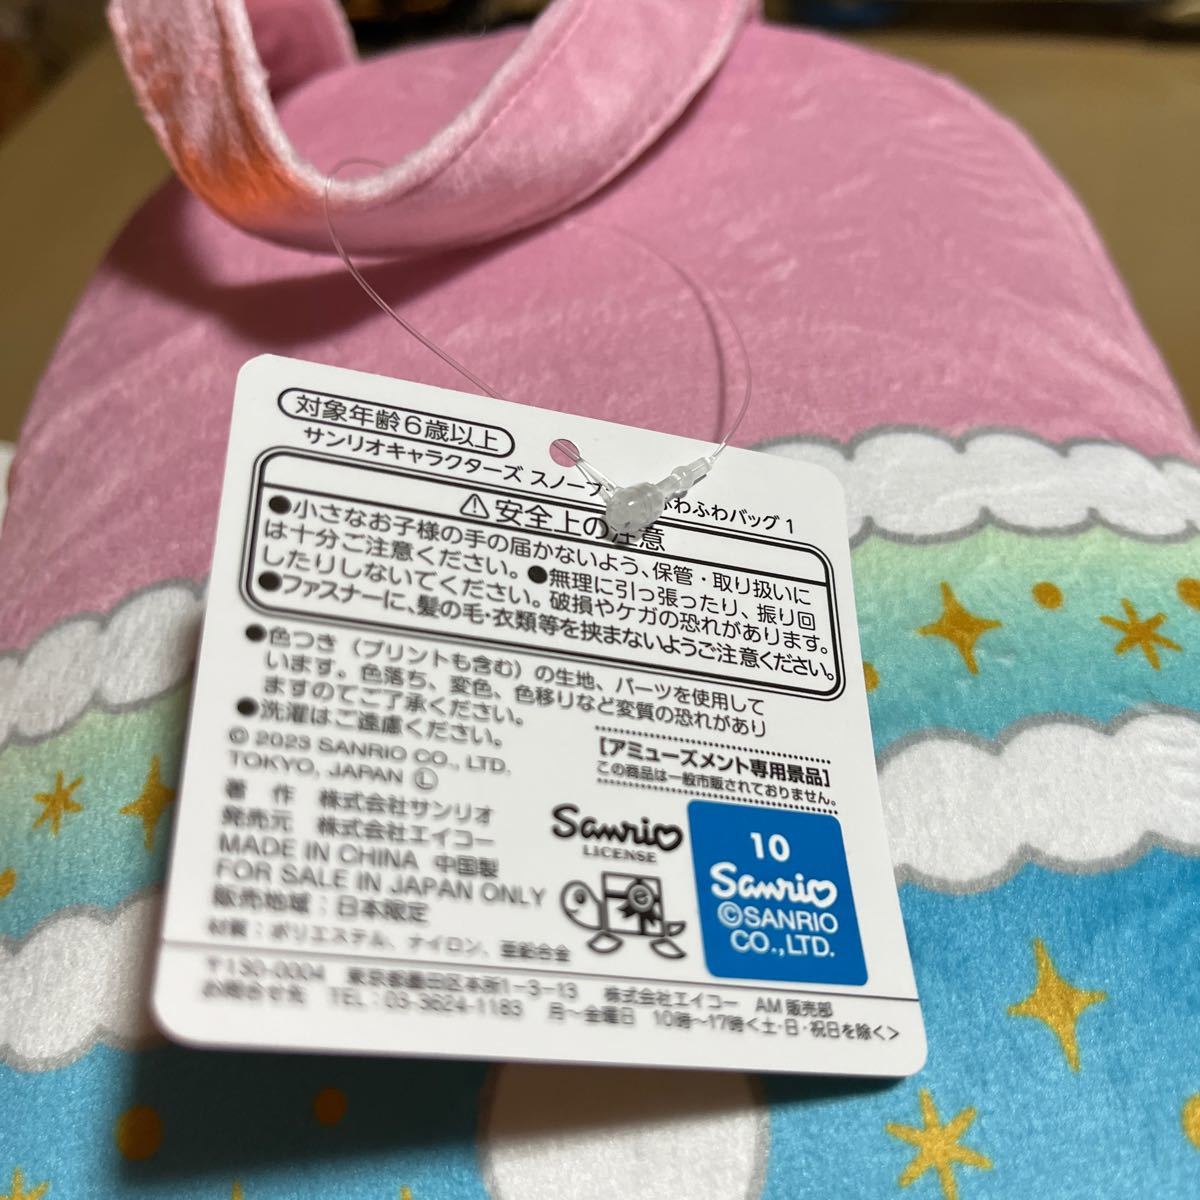 対象年齢6歳以上
サンリオキャラクターズ スノープ わふわバッグ1
⚠安全上の注意
●小さなお子様の手の届かないよう、保管・取り扱いに
は十分ご注意ください。●無理に引っ張ったり、振り回
したりしないてください。破損やケガの恐れがあります。
●ファスナーに、髪の毛・衣類等を挟まないようご注意ください。
●色つき（プリントも含む）の生地、パーツを使用して
います。色落ち、変色、色移りなど変質の恐れがあり
ますのてご了承ください。
●洗濯はご遠慮ください。
© 2023 SANRIO CO., LTD.
TOKYO, JAPAN Ⓛ
著 作 株式会社サンリオ
発売元 株式会社エイコー
MADE IN CHINA 中国製
FOR SALE IN JAPAN ONLY
販売地域：日本限定
材質：ポリエステル、ナイロン、亜鉛合金
[アミューズメント専用景品]
この商品は一般市販されておりません。
Sanrio
LICENSE
10
Sanrio
©SANRIO
CO.,LTD.
〒130-0004 東京都墨田区本所1-3-13 株式会社エイコー AM販売部
お問合せ先 TEL：03-3624-1183 月～金曜日 10時～17時<土・日・祝日を除く>